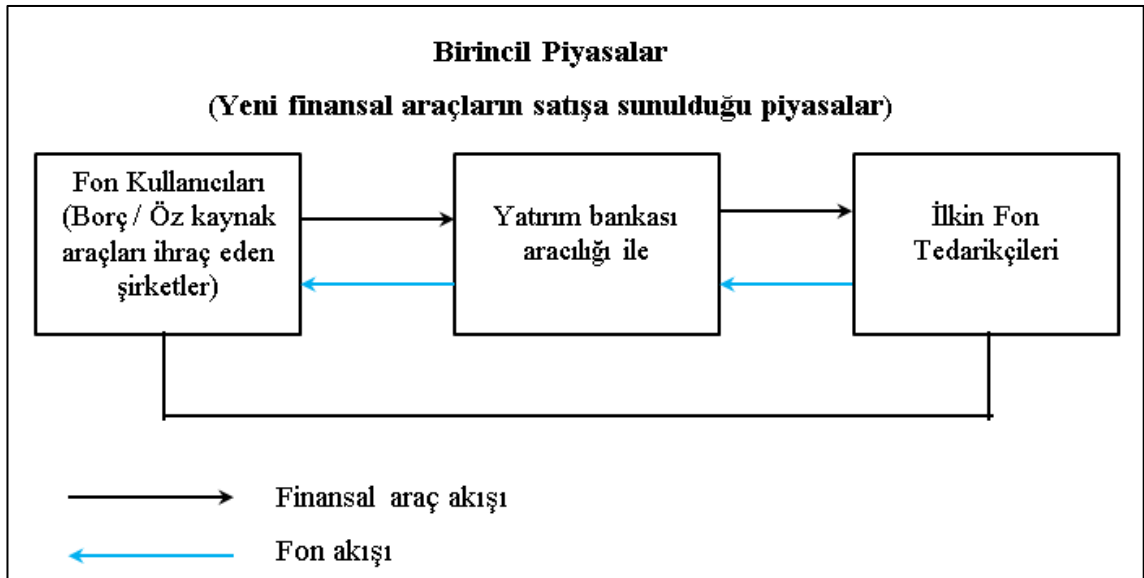 Birincil Piyasalar
(Yeni finansal araçların satışa sunulduğu piyasalar)
Fon Kullanıcıları
(Borç / Öz kaynak
araçları ihraç eden
şirketler)
Yatırım bankası
aracılığı ile
İlkin Fon
Tedarikçileri
Finansal araç akışı
Fon akışı